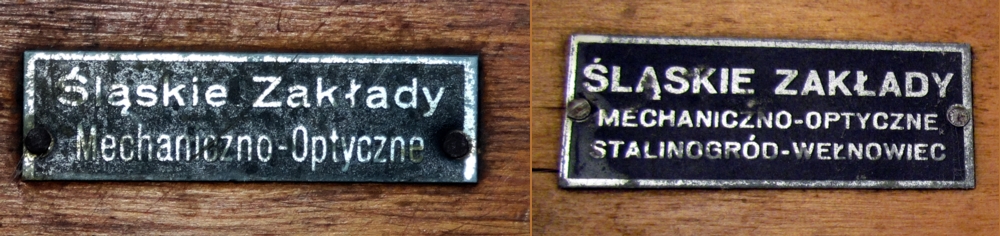 Śląskie Zakłady
Mechaniczno-Optyczne
ŚLĄSKIE ZAKŁADY
MECHANICZNO-OPTYCZNE
STALINOGRÓD-WEŁNOWIEC